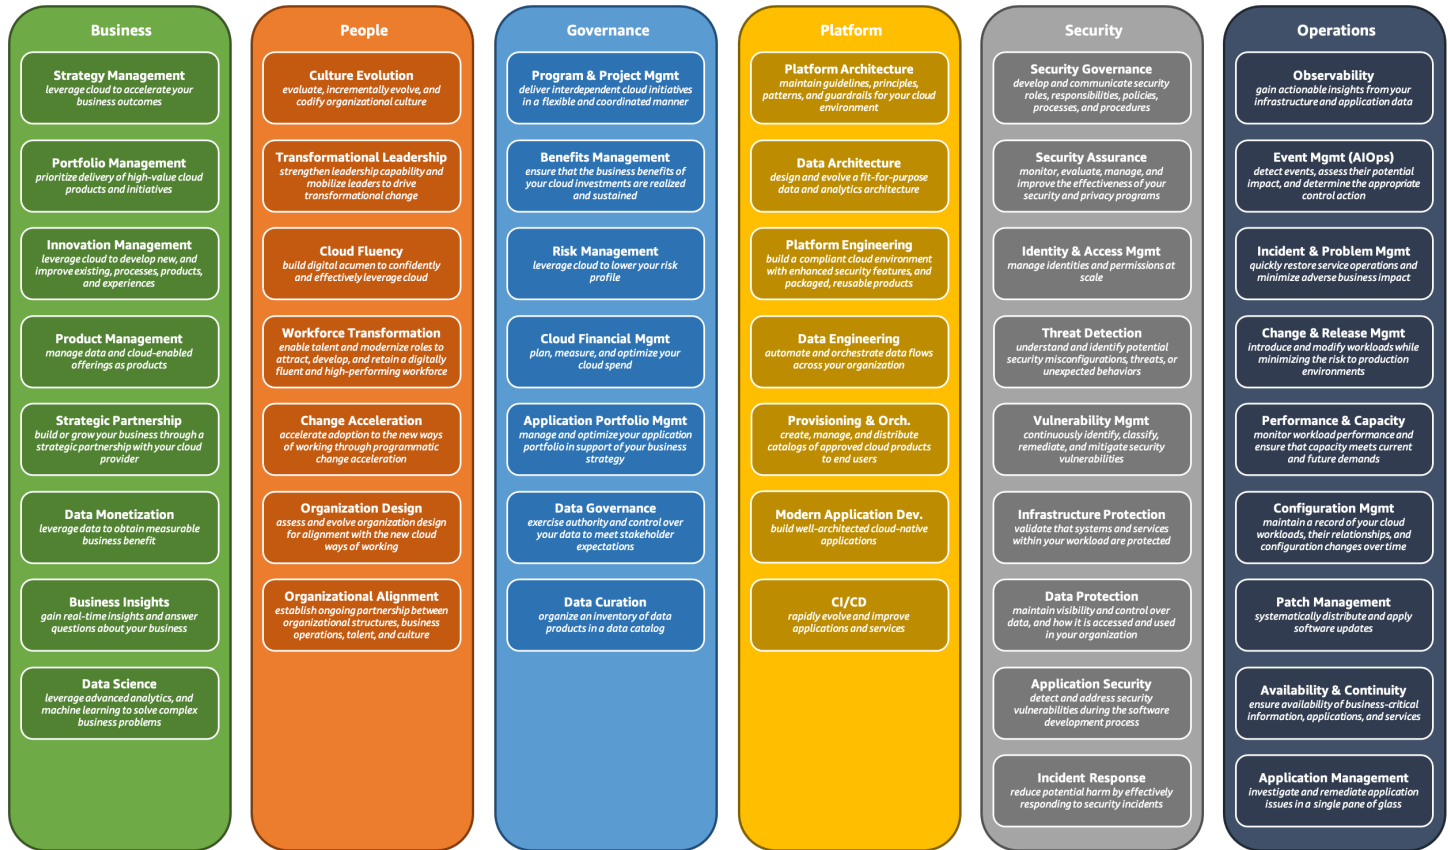 Business
Strategy Management
leverage cloud to accelerate your
business outcomes
Portfolio Management
prioritize delivery of high-value cloud
products and initiatives
Innovation Management
leverage cloud to develop new, and
improve existing, processes, products,
and experiences
Product Management
manage data and cloud-enabled
offerings as products
Strategic Partnership
build or grow your business through a
strategic partnership with your cloud
provider
Data Monetization
leverage data to obtain measurable
business benefit
Business Insights
gain real-time insights and answer
questions about your business
Data Science
leverage advanced analytics, and
machine learning to solve complex
business problems
People
Culture Evolution
evaluate, incrementally evolve, and
codify organizational culture
Transformational Leadership
strengthen leadership capability and
mobilize leaders to drive
transformational change
Cloud Fluency
build digital acumen to confidently
and effectively leverage cloud
Workforce Transformation
enable talent and modernize roles to
attract, develop, and retain a digitally
fluent and high-performing workforce
Change Acceleration
accelerate adoption to the new ways
of working through programmatic
change acceleration
Organization Design
assess and evolve organization design
for alignment with the new cloud
ways of working
Organizational Alignment
establish ongoing partnership between
organizational structures, business
operations, talent, and culture
Governance
Program & Project Mgmt
deliver interdependent cloud initiatives
in a flexible and coordinated manner
Benefits Management
ensure that the business benefits of
your cloud investments are realized
and sustained
Risk Management
leverage cloud to lower your risk
profile
Cloud Financial Mgmt
plan, measure, and optimize your
cloud spend
Application Portfolio Mgmt
manage and optimize your application
portfolio in support of your business
strategy
Data Governance
exercise authority and control over
your data to meet stakeholder
expectations
Data Curation
organize an inventory of data
products in a data catalog
Platform
Platform Architecture
maintain guidelines, principles,
patterns, and guardrails for your cloud
environment
Data Architecture
design and evolve a fit-for-purpose
data and analytics architecture
Platform Engineering
build a compliant cloud environment
with enhanced security features, and
packaged, reusable products
Data Engineering
automate and orchestrate data flows
across your organization
Provisioning & Orch.
create, manage, and distribute
catalogs of approved cloud products
to end users
Modern Application Dev.
build well-architected cloud-native
applications
CI/CD
rapidly evolve and improve
applications and services
Security
Security Governance
develop and communicate security
roles, responsibilities, policies,
processes, and procedures
Security Assurance
monitor, evaluate, manage, and
improve the effectiveness of your
security and privacy programs
Identity & Access Mgmt
manage identities and permissions at
scale
Threat Detection
understand and identify potential
security misconfigurations, threats, or
unexpected behaviors
Vulnerability Mgmt
continuously identify, classify,
remediate, and mitigate security
vulnerabilities
Infrastructure Protection
validate that systems and services
within your workload are protected
Data Protection
maintain visibility and control over
data, and how it is accessed and used
in your organization
Application Security
detect and address security
vulnerabilities during the software
development process
Incident Response
reduce potential harm by effectively
responding to security incidents
Operations
Observability
gain actionable insights from your
infrastructure and application data
Event Mgmt (AIOps)
detect events, assess their potential
impact, and determine the appropriate
control action
Incident & Problem Mgmt
quickly restore service operations and
minimize adverse business impact
Change & Release Mgmt
introduce and modify workloads while
minimizing the risk to production
environments
Performance & Capacity
monitor workload performance and
ensure that capacity meets current
and future demands
Configuration Mgmt
maintain a record of your cloud
workloads, their relationships, and
configuration changes over time
Patch Management
systematically distribute and apply
software updates
Availability & Continuity
ensure availability of business-critical
information, applications, and services
Application Management
investigate and remediate application
issues in a single pane of glass